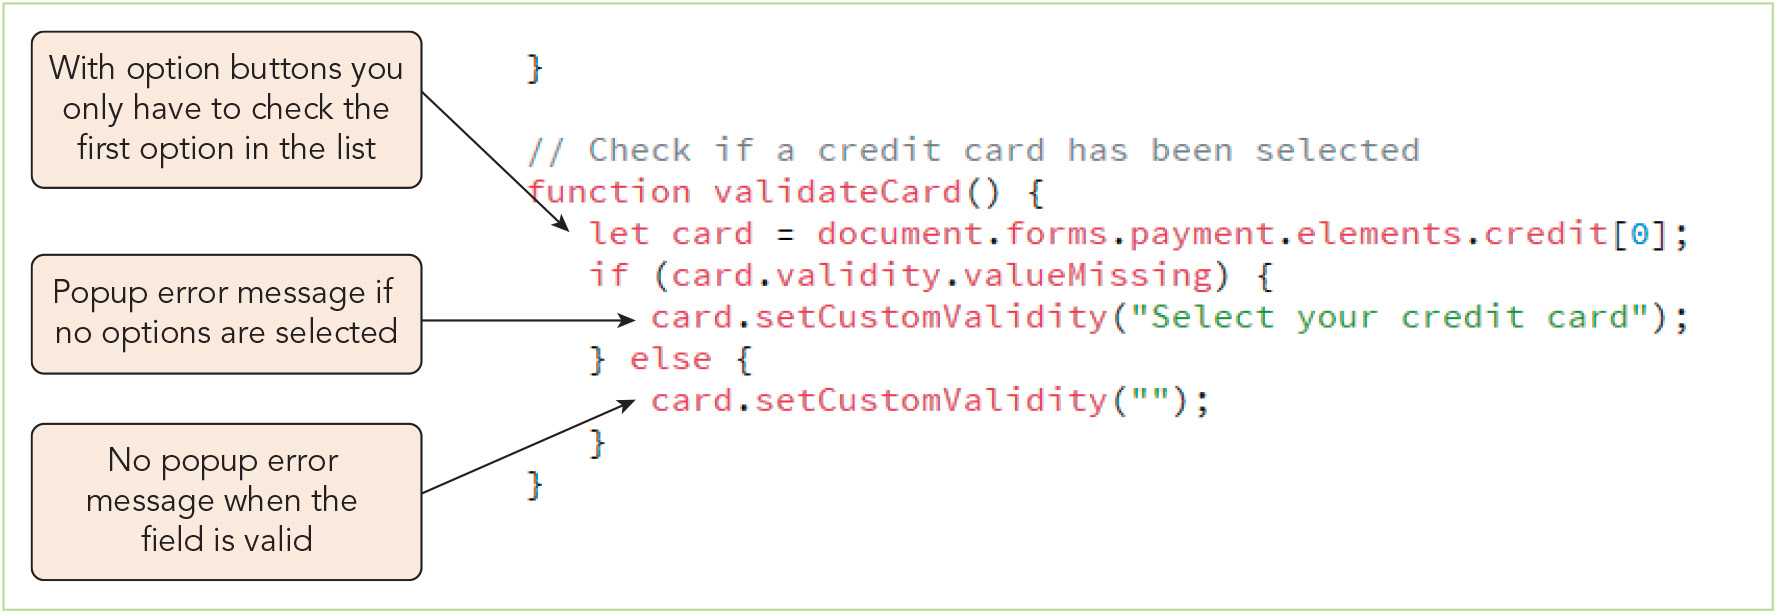 With option buttons you
only have to check the
first option in the list
Popup error message if
no options are selected
No popup error
message when the
field is valid
}
// Check if a credit card has been selected
function validateCard() {
let card = document.forms.payment.elements.credit[0];
if (card.validity.valueMissing) {
card.setCustomValidity("Select your credit card");
} else {
card.setCustomValidity("");
}
}